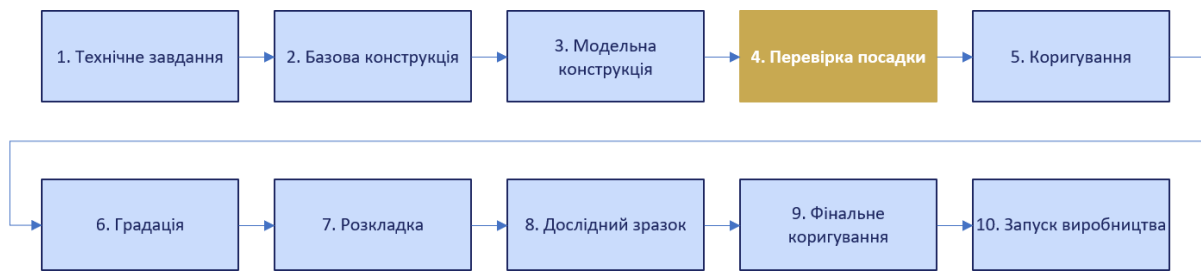 1. Технічне завдання
2. Базова конструкція
3. Модельна
конструкція
4. Перевірка посадки
5. Коригування
6. Градація
7. Розкладка
8. Дослідний зразок
9. Фінальне
коригування
10. Запуск виробництва